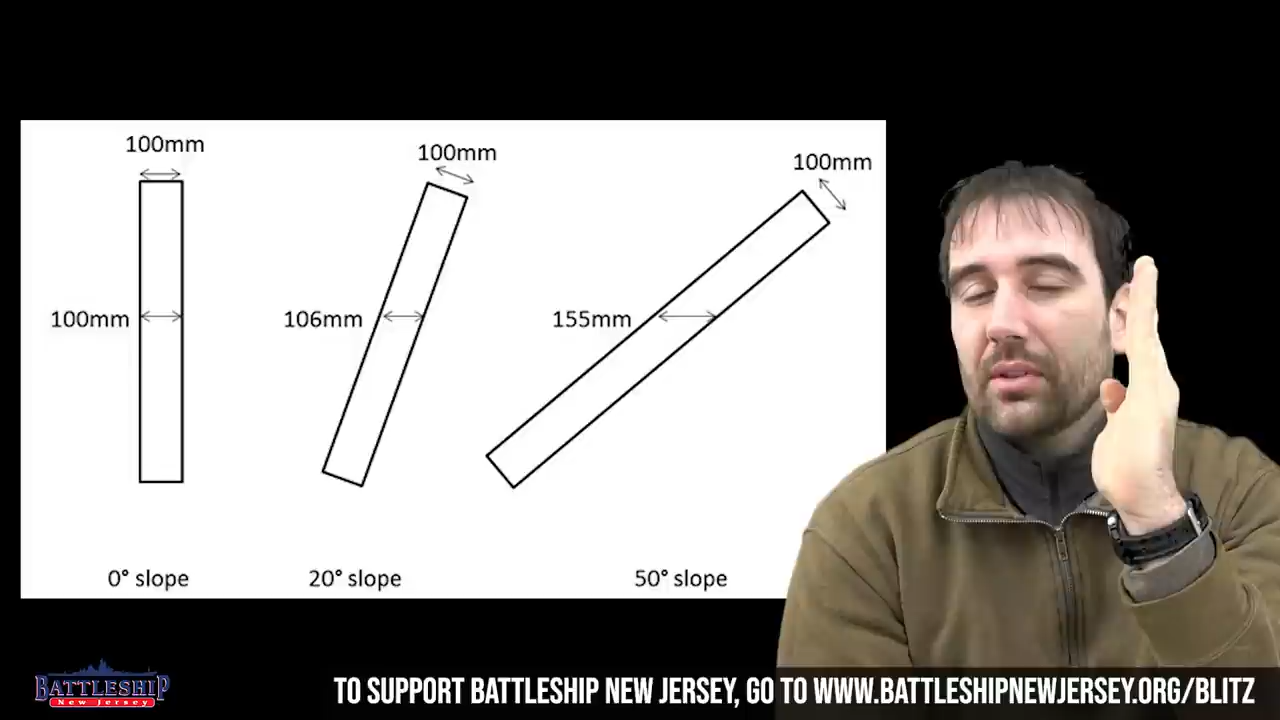 100mm
100mm
100mm
100mm
106mm
155mm
0° slope
20° slope
50° slope
BATTLESHIP
New Jersey
TO SUPPORT BATTLESHIP NEW JERSEY, GO TO WWW.BATTLESHIPNEWJERSEY.ORG/BLITZ